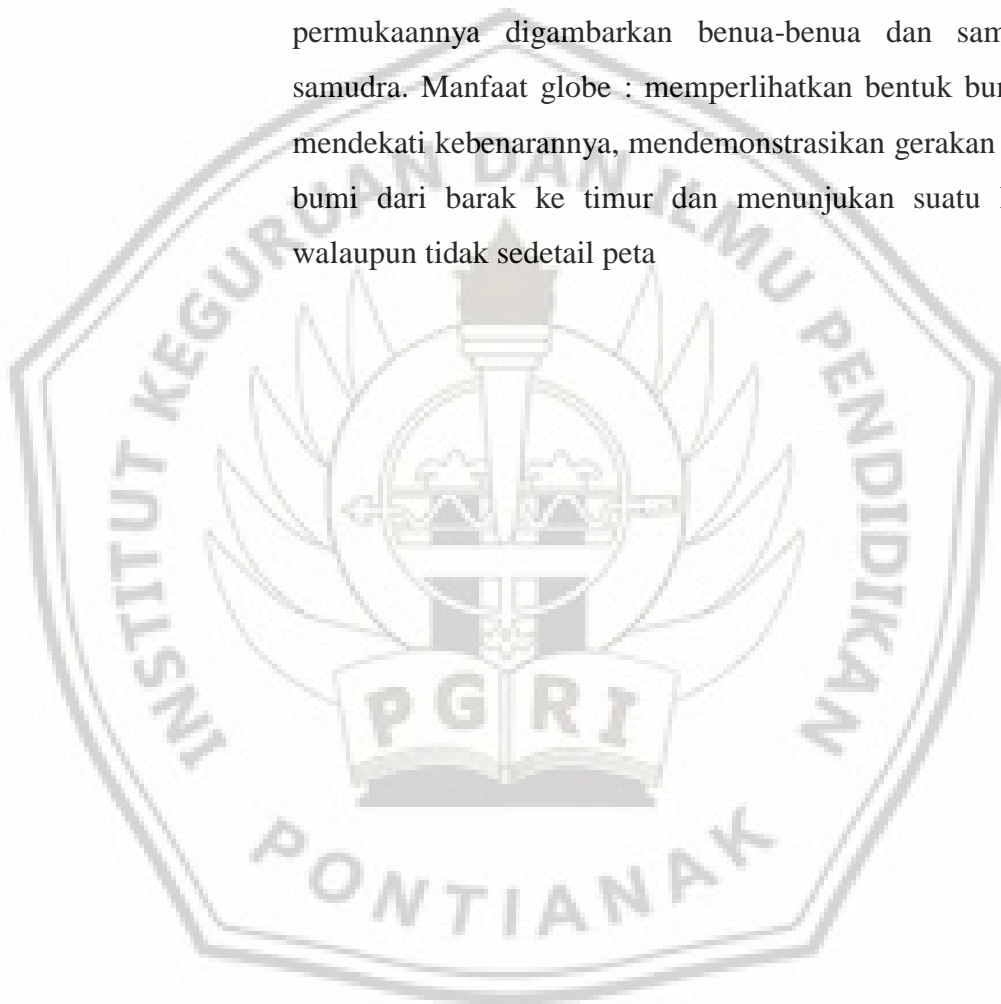 permukaannya digambarkan benua-benua dan sam
samudra. Manfaat globe : memperlihatkan bentuk bu
mendekati kebenarannya, mendemonstrasikan gerakan
bumi dari barak ke timur dan menunjukan suatu
walaupun tidak sedetail peta
INSTITUT KEGURUAN DAN ILMU PENDIDIKAN
PGRI
PONTIANAK